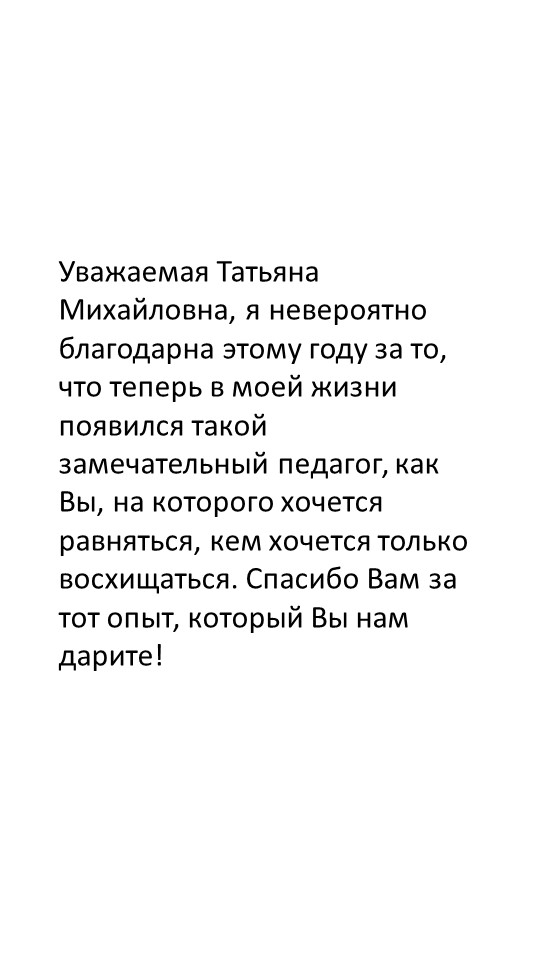 Уважаемая Татьяна
Михайловна, я невероятно
благодарна этому году за то,
что теперь в моей жизни
появился такой
замечательный педагог, как
Вы, на которого хочется
равняться, кем хочется только
восхищаться. Спасибо Вам за
тот опыт, который Вы нам
дарите!